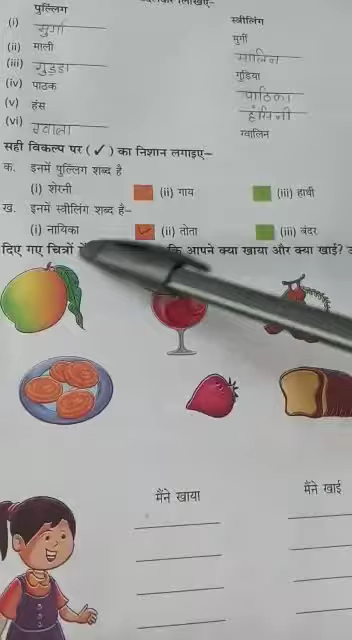 पुल्लिंग स्त्रीलिंग
(i) मुर्गा मुर्गी
(ii) माली मालिन
(iii) गुड्डा गुड़िया
(iv) पाठक पाठिका
(v) हंस हंसिनी
(vi) ग्वाला ग्वालिन
सही विकल्प पर (✓) का निशान लगाइए–
क. इनमें पुल्लिंग शब्द है
(i) शेरनी (ii) गाय (iii) हाथी
ख. इनमें स्त्रीलिंग शब्द है–
(i) नायिका (ii) तोता (iii) बंदर
दिए गए चित्रों कि आपने क्या खाया और क्या खाई?
मैंने खाया मैंने खाई